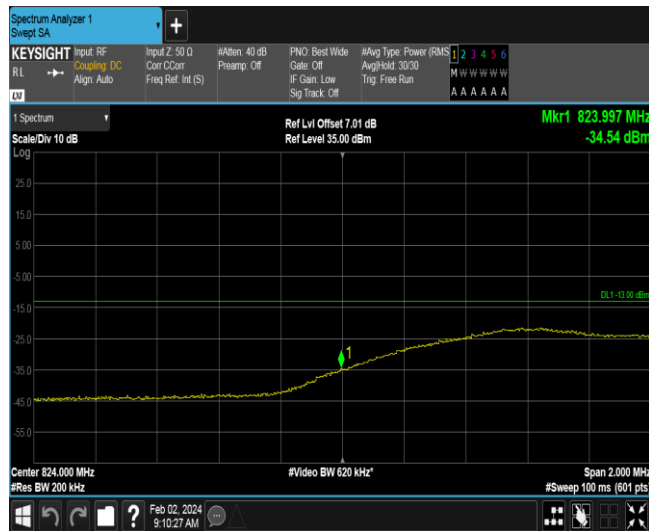 Spectrum Analyzer 1
Swept SA
+
KEYSIGHT
RL
LXI
Input: RF
Coupling: DC
Align: Auto
Input Z: 50 Ω
Corr CCorr
Freq Ref: Int (S)
#Atten: 40 dB
Preamp: Off
PNO: Best Wide
Gate: Off
IF Gain: Low
Sig Track: Off
#Avg Type: Power (RMS
Avg|Hold: 30/30
Trig: Free Run
1 2 3 4 5 6
M W W W W W
A A A A A A
1 Spectrum
Scale/Div 10 dB
Log
Ref Lvl Offset 7.01 dB
Ref Level 35.00 dBm
Mkr1 823.997 MHz
-34.54 dBm
25.0
15.0
5.00
-5.00
DL1 -13.00 dBm
-15.0
-25.0
1
-35.0
-45.0
-55.0
Center 824.000 MHz
#Video BW 620 kHz*
Span 2.000 MHz
#Res BW 200 kHz
#Sweep 100 ms (601 pts)
?
Feb 02, 2024
9:10:27 AM